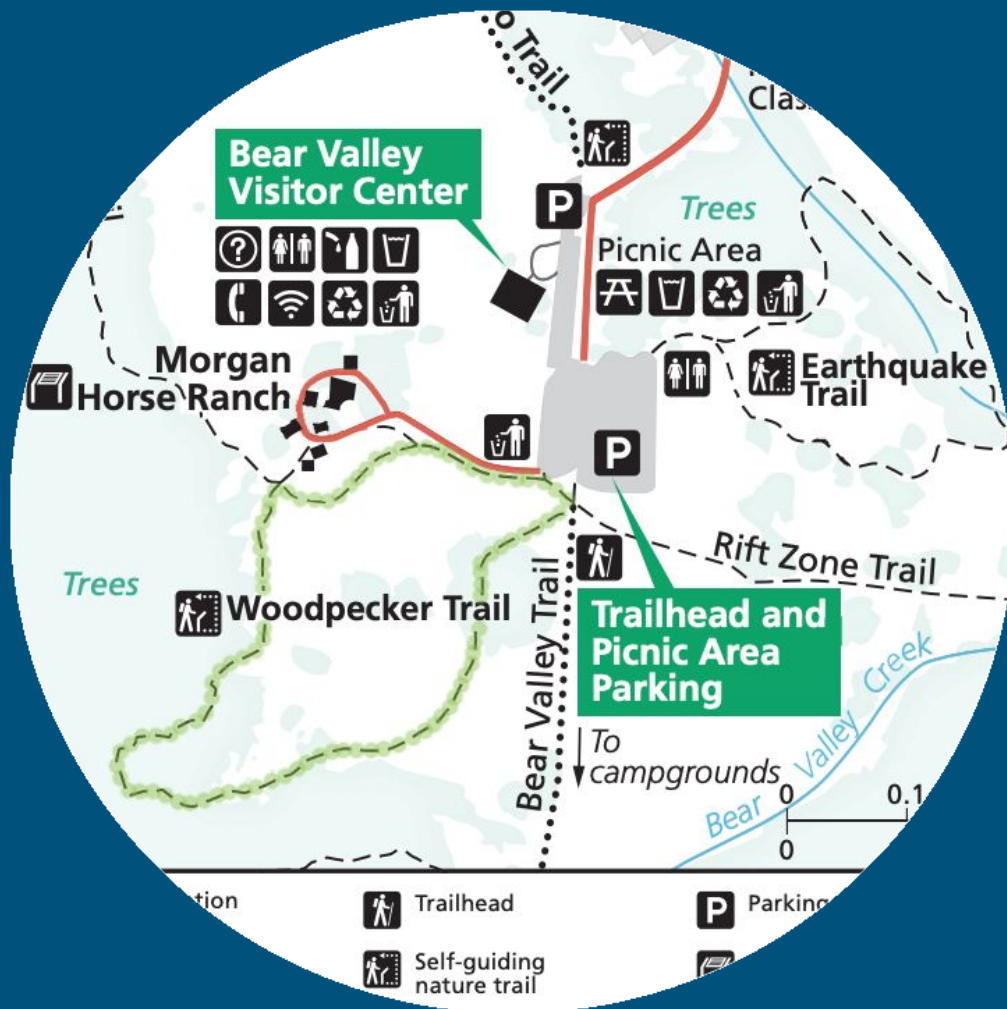 Trail
Bear Valley
Visitor Center
P
Trees
Picnic Area
Morgan
Horse Ranch
Earthquake
Trail
P
Rift Zone Trail
Trees
Woodpecker Trail
Bear Valley Trail
Trailhead and
Picnic Area
Parking
To
campgrounds
Bear Valley Creek
0 0.1
0
Trailhead
P Parking
Self-guiding
nature trail